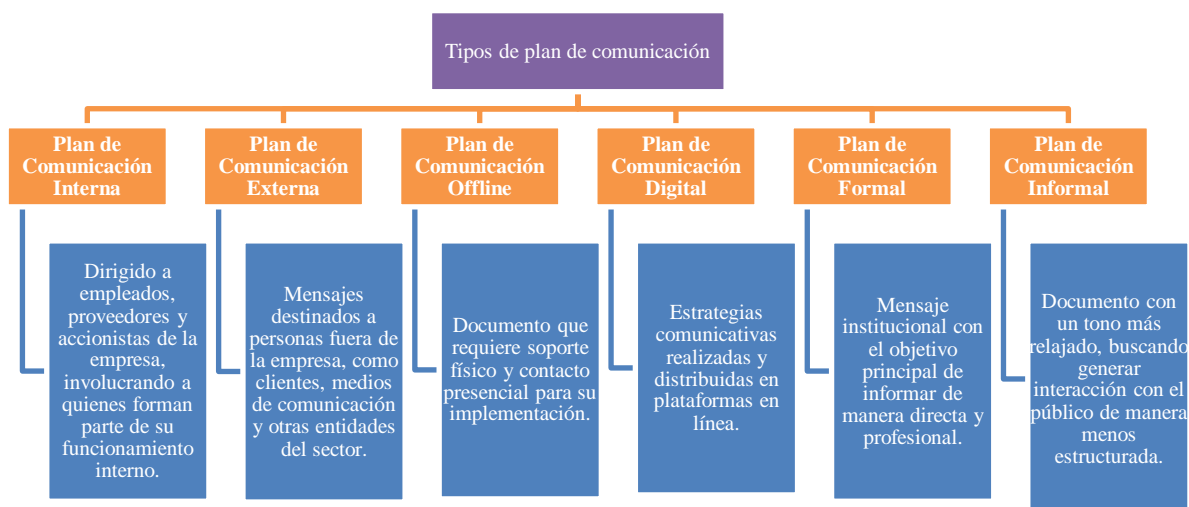 Tipos de plan de comunicación
Plan de
Comunicación
Interna
Plan de
Comunicación
Externa
Plan de
Comunicación
Offline
Plan de
Comunicación
Digital
Plan de
Comunicación
Formal
Plan de
Comunicación
Informal
Dirigido a
empleados,
proveedores y
accionistas de la
empresa,
involucrando a
quienes forman
parte de su
funcionamiento
interno.
Mensajes
destinados a
personas fuera de
la empresa, como
clientes, medios
de comunicación
y otras entidades
del sector.
Documento que
requiere soporte
físico y contacto
presencial para su
implementación.
Estrategias
comunicativas
realizadas y
distribuidas en
plataformas en
línea.
Mensaje
institucional con
el objetivo
principal de
informar de
manera directa y
profesional.
Documento con
un tono más
relajado, buscando
generar
interacción con el
público de manera
menos
estructurada.